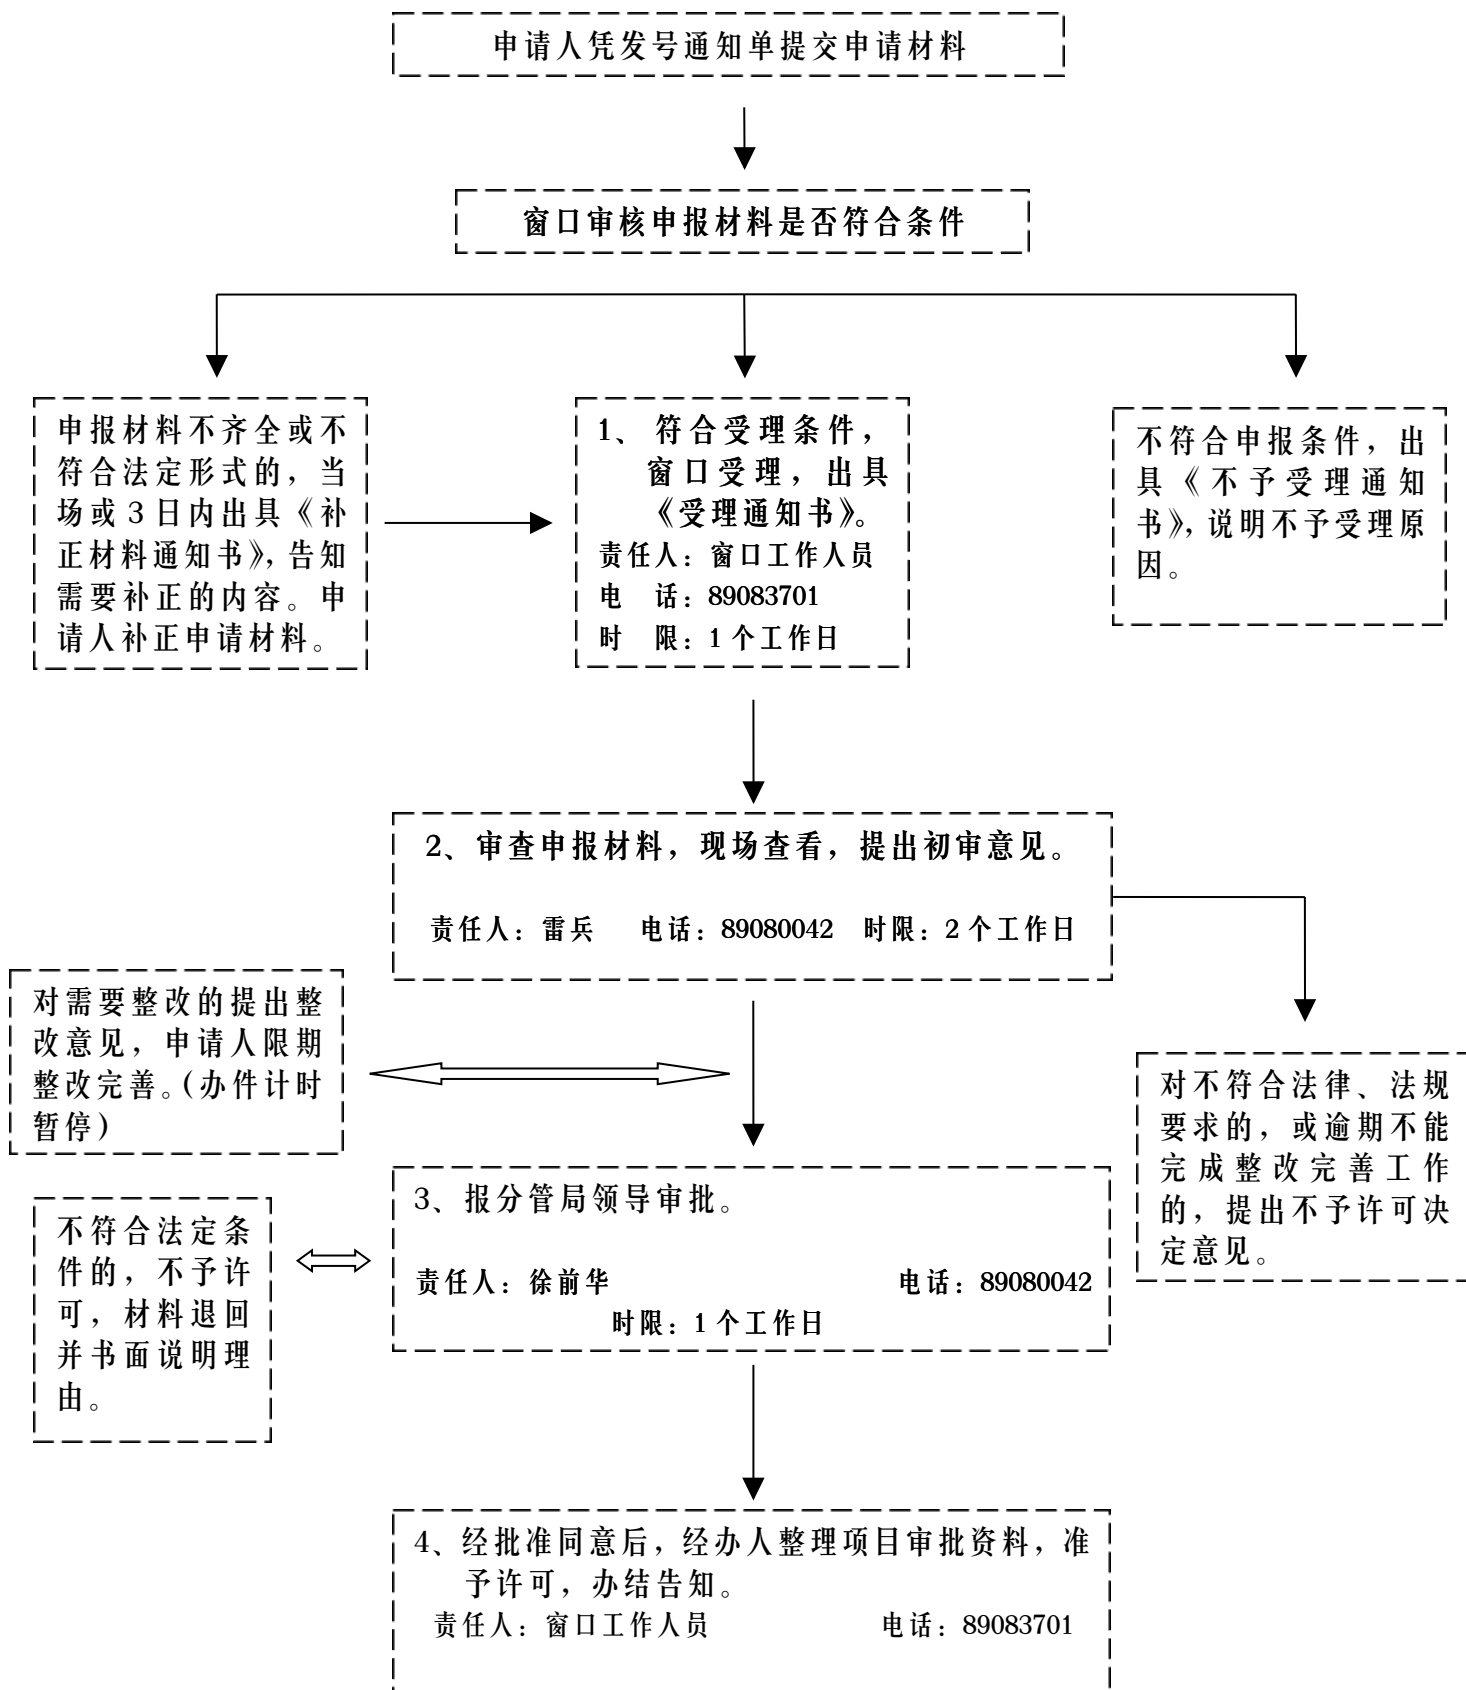 申请人凭发号通知单提交申请材料
窗口审核申报材料是否符合条件
申报材料不齐全或不
符合法定形式的，当
场或3日内出具《补
正材料通知书》，告知
需要补正的内容。申
请人补正申请材料。
1、 符合受理条件，
窗口受理，出具
《受理通知书》。
责任人：窗口工作人员
电 话：89083701
时 限：1个工作日
不符合申报条件，出
具《不予受理通知
书》，说明不予受理原
因。
2、审查申报材料，现场查看，提出初审意见。
责任人：雷兵 电话：89080042 时限：2个工作日
对需要整改的提出整
改意见，申请人限期
整改完善。（办件计时
暂停）
对不符合法律、法规
要求的，或逾期不能
完成整改完善工作
的，提出不予许可决
定意见。
3、报分管局领导审批。
责任人：徐前华 电话：89080042
时限：1个工作日
不符合法定条
件的，不予许
可，材料退回
并书面说明理
由。
4、经批准同意后，经办人整理项目审批资料，准
予许可，办结告知。
责任人：窗口工作人员 电话：89083701